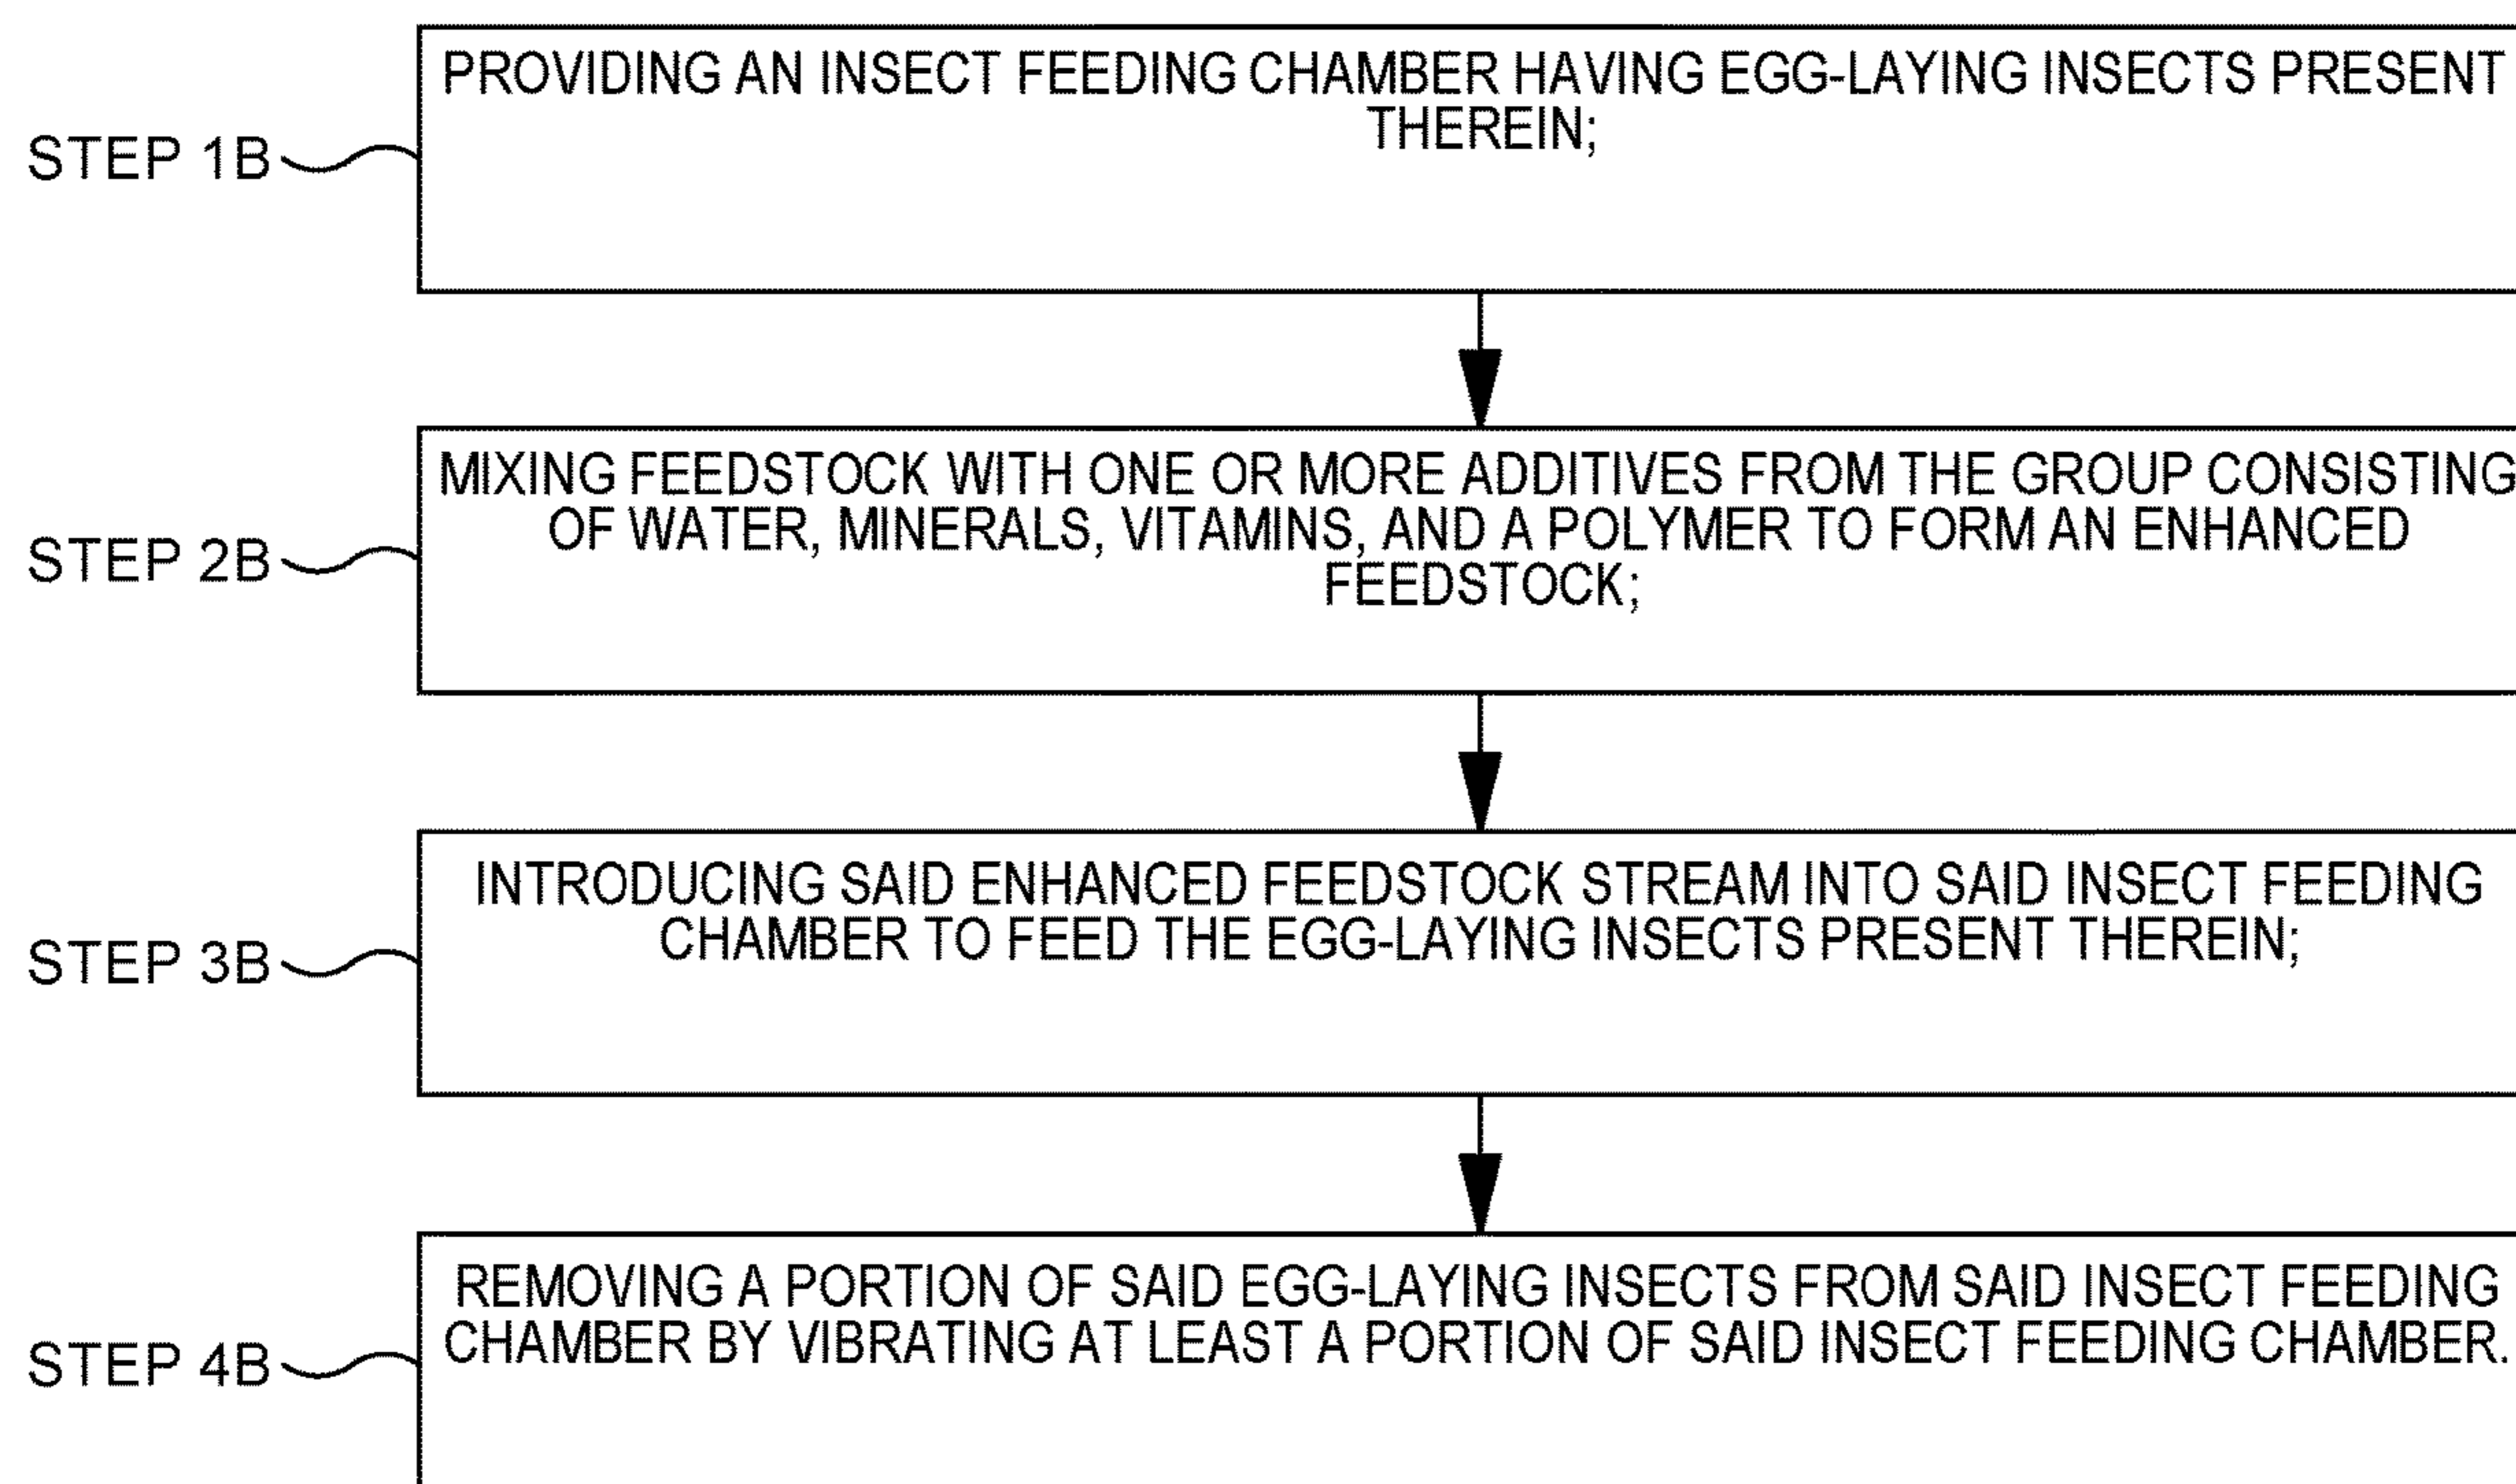 PROVIDING AN INSECT FEEDING CHAMBER HAVING EGG-LAYING INSECTS PRESENT
THEREIN;
STEP 1B
MIXING FEEDSTOCK WITH ONE OR MORE ADDITIVES FROM THE GROUP CONSISTING
OF WATER, MINERALS, VITAMINS, AND A POLYMER TO FORM AN ENHANCED
FEEDSTOCK;
STEP 2B
INTRODUCING SAID ENHANCED FEEDSTOCK STREAM INTO SAID INSECT FEEDING
CHAMBER TO FEED THE EGG-LAYING INSECTS PRESENT THEREIN;
STEP 3B
REMOVING A PORTION OF SAID EGG-LAYING INSECTS FROM SAID INSECT FEEDING
CHAMBER BY VIBRATING AT LEAST A PORTION OF SAID INSECT FEEDING CHAMBER.
STEP 4B